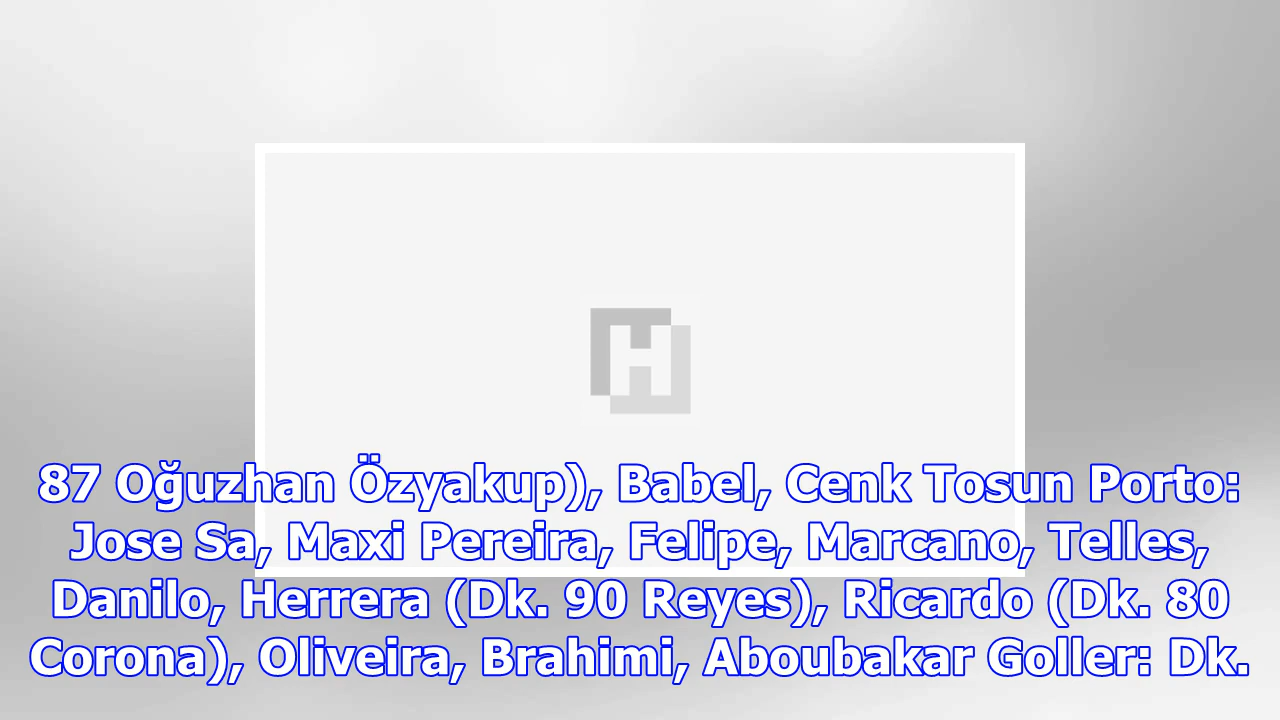 H
87 Oğuzhan Özyakup), Babel, Cenk Tosun Porto:
Jose Sa, Maxi Pereira, Felipe, Marcano, Telles,
Danilo, Herrera (Dk. 90 Reyes), Ricardo (Dk. 80
Corona), Oliveira, Brahimi, Aboubakar Goller: Dk.